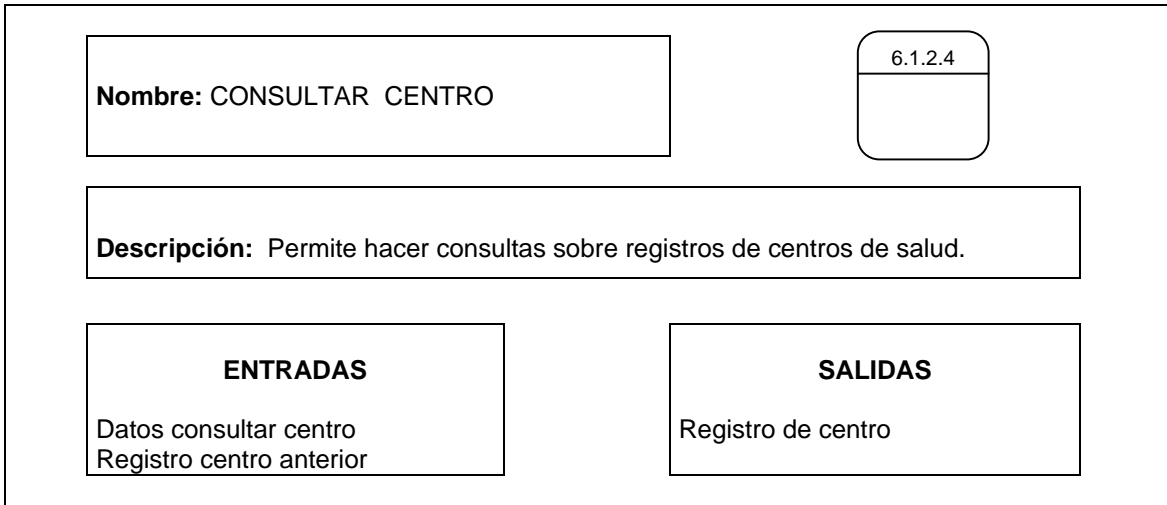 6.1.2.4
Nombre: CONSULTAR CENTRO
Descripción: Permite hacer consultas sobre registros de centros de salud.
ENTRADAS
Datos consultar centro
Registro centro anterior
SALIDAS
Registro de centro